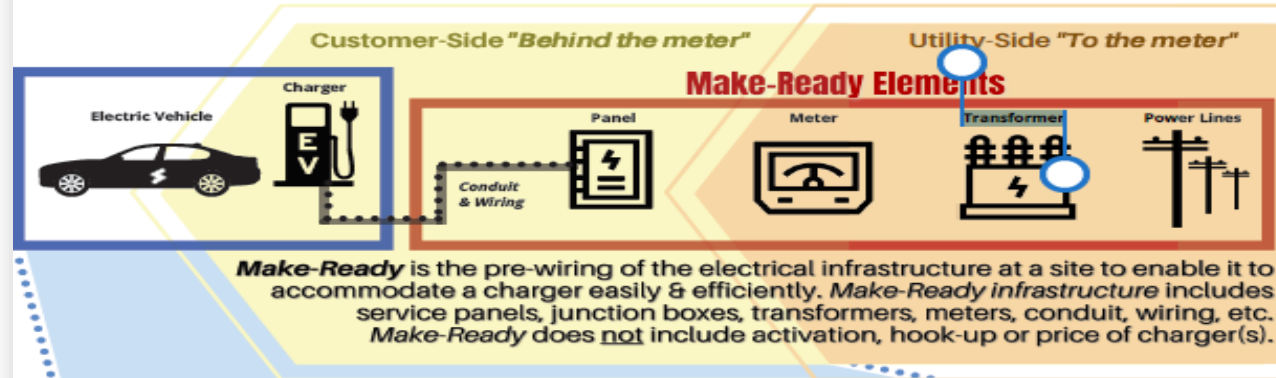 Customer-Side "Behind the meter"
Utility-Side "To the meter"
Make-Ready Elements
Electric Vehicle
Charger
EV
Panel
Meter
Transformer
Power Lines
Conduit
& Wiring
Make-Ready is the pre-wiring of the electrical infrastructure at a site to enable it to
accommodate a charger easily & efficiently. Make-Ready infrastructure includes
service panels, junction boxes, transformers, meters, conduit, wiring, etc.
Make-Ready does not include activation, hook-up or price of charger(s).